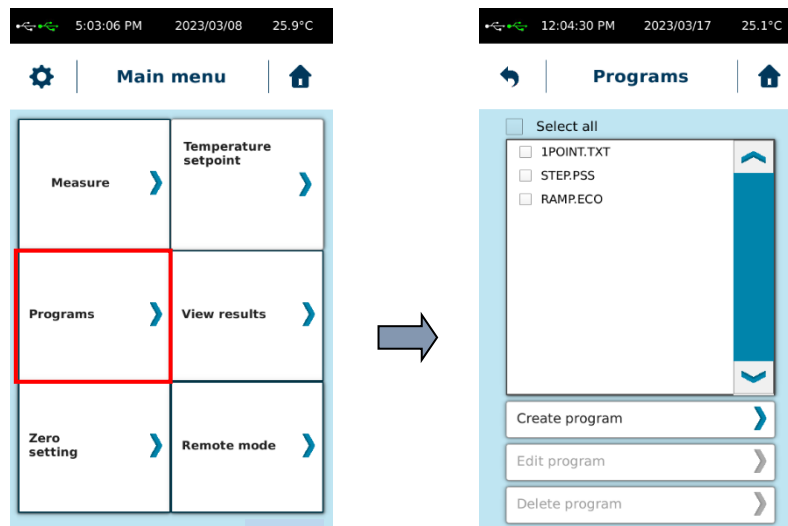 5:03:06 PM 2023/03/08 25.9°C
Main menu
Measure
Temperature
setpoint
Programs
View results
Zero
setting
Remote mode
12:04:30 PM 2023/03/17 25.1°C
Programs
Select all
1POINT.TXT
STEP.PSS
RAMP.ECO
Create program
Edit program
Delete program